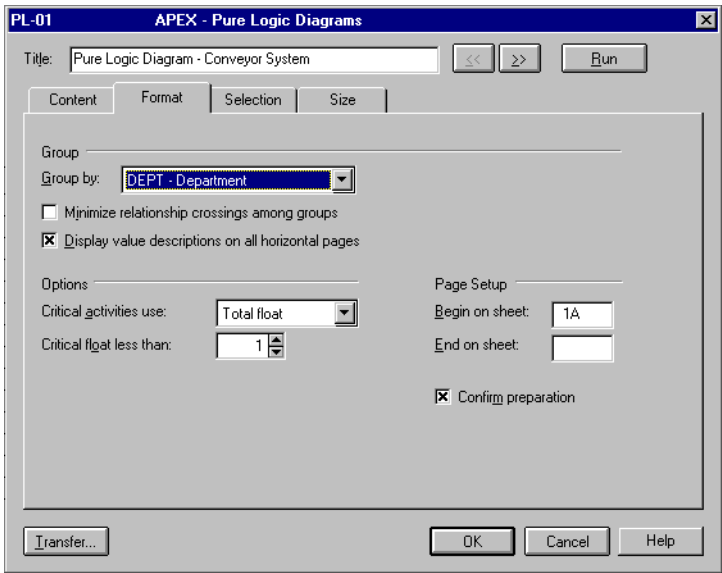 PL-01 APEX - Pure Logic Diagrams
Title: Pure Logic Diagram - Conveyor System << >> Run
Content Format Selection Size
Group
Group by: DEPT - Department
Minimize relationship crossings among groups
Display value descriptions on all horizontal pages
Options Page Setup
Critical activities use: Total float Begin on sheet: 1A
Critical float less than: 1 End on sheet:
Confirm preparation
Transfer... OK Cancel Help